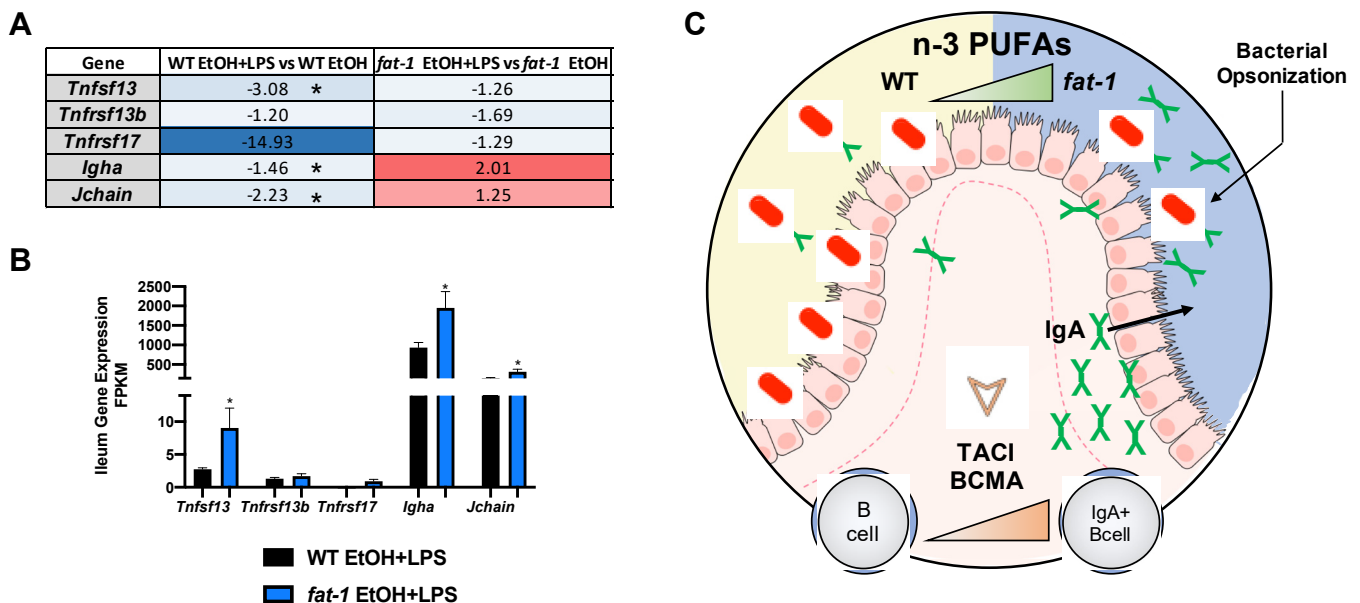 A
Gene WT EtOH+LPS vs WT EtOH fat-1 EtOH+LPS vs fat-1 EtOH
Tnfsf13 -3.08 * -1.26
Tnfrsf13b -1.20 -1.69
Tnfrsf17 -14.93 -1.29
Igha -1.46 * 2.01
Jchain -2.23 * 1.25
B
Ileum Gene Expression
FPKM
2500
2000
1500
1000
500
10
5
0
*
*
*
Tnfsf13 Tnfrsf13b Tnfrsf17 Igha Jchain
WT EtOH+LPS
fat-1 EtOH+LPS
C
n-3 PUFAs
WT fat-1
Bacterial
Opsonization
IgA
TACI
BCMA
B
cell
IgA+
Bcell